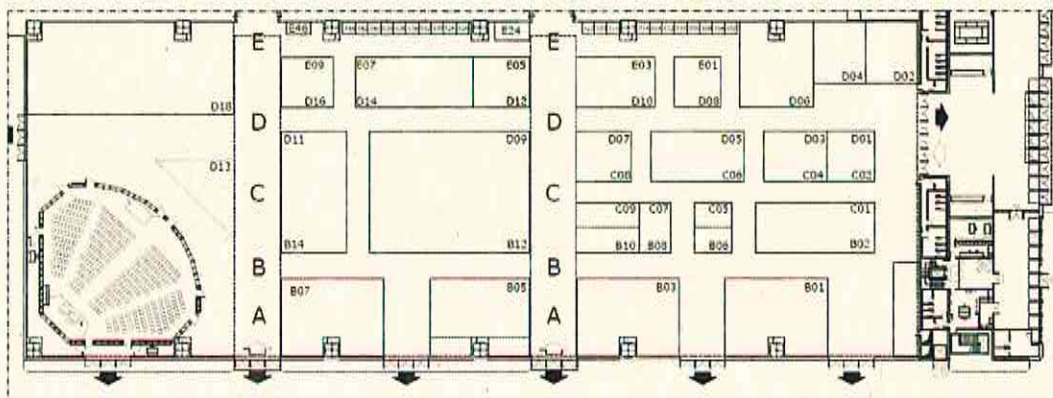 E E
E46 E34
E09 E07 E05 E03 E01
D04 D02
D16 D14 D12 D10 D08 D06
D18
D D
D11 D09 D07 D05 D03 D01
D13
C08 C06 C04 C02
C C
C09 C07 C05 C01
B14 B12 B10 B08 B06 B02
B B
B07 B05 B03 B01
A A